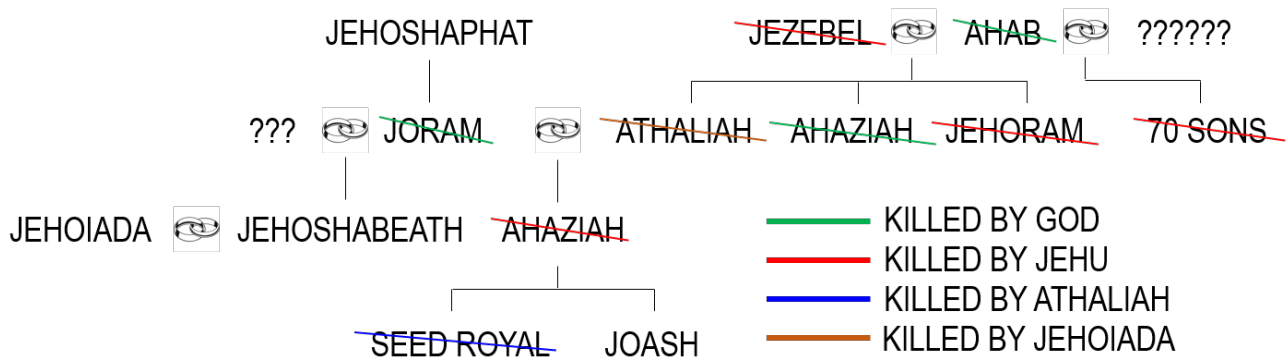 JEHOSHAPHAT JEZEBEL AHAB ??????
??? JORAM ATHALIAH AHAZIAH JEHORAM 70 SONS
JEHOIADA JEHOSHABEATH AHAZIAH
KILLED BY GOD
KILLED BY JEHU
KILLED BY ATHALIAH
KILLED BY JEHOIADA
SEED ROYAL JOASH